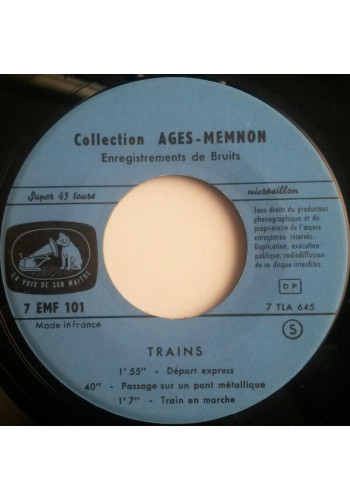 Collection AGES-MEMNON
Enregistrements de Bruits
Super 45 tours
microsillon
Tous droits du producteur
phonographique et du
propriétaire de l'œuvre
enregistrée réservés.
Duplication, exécution
publique, radiodiffusion
de ce disque interdites.
LA VOIX DE SON MAITRE
7 EMF 101
Made in france
D P
7 TLA 645
S
TRAINS
1' 55" - Départ express
40" - Passage sur un pont métallique
1' 7" - Train en marche